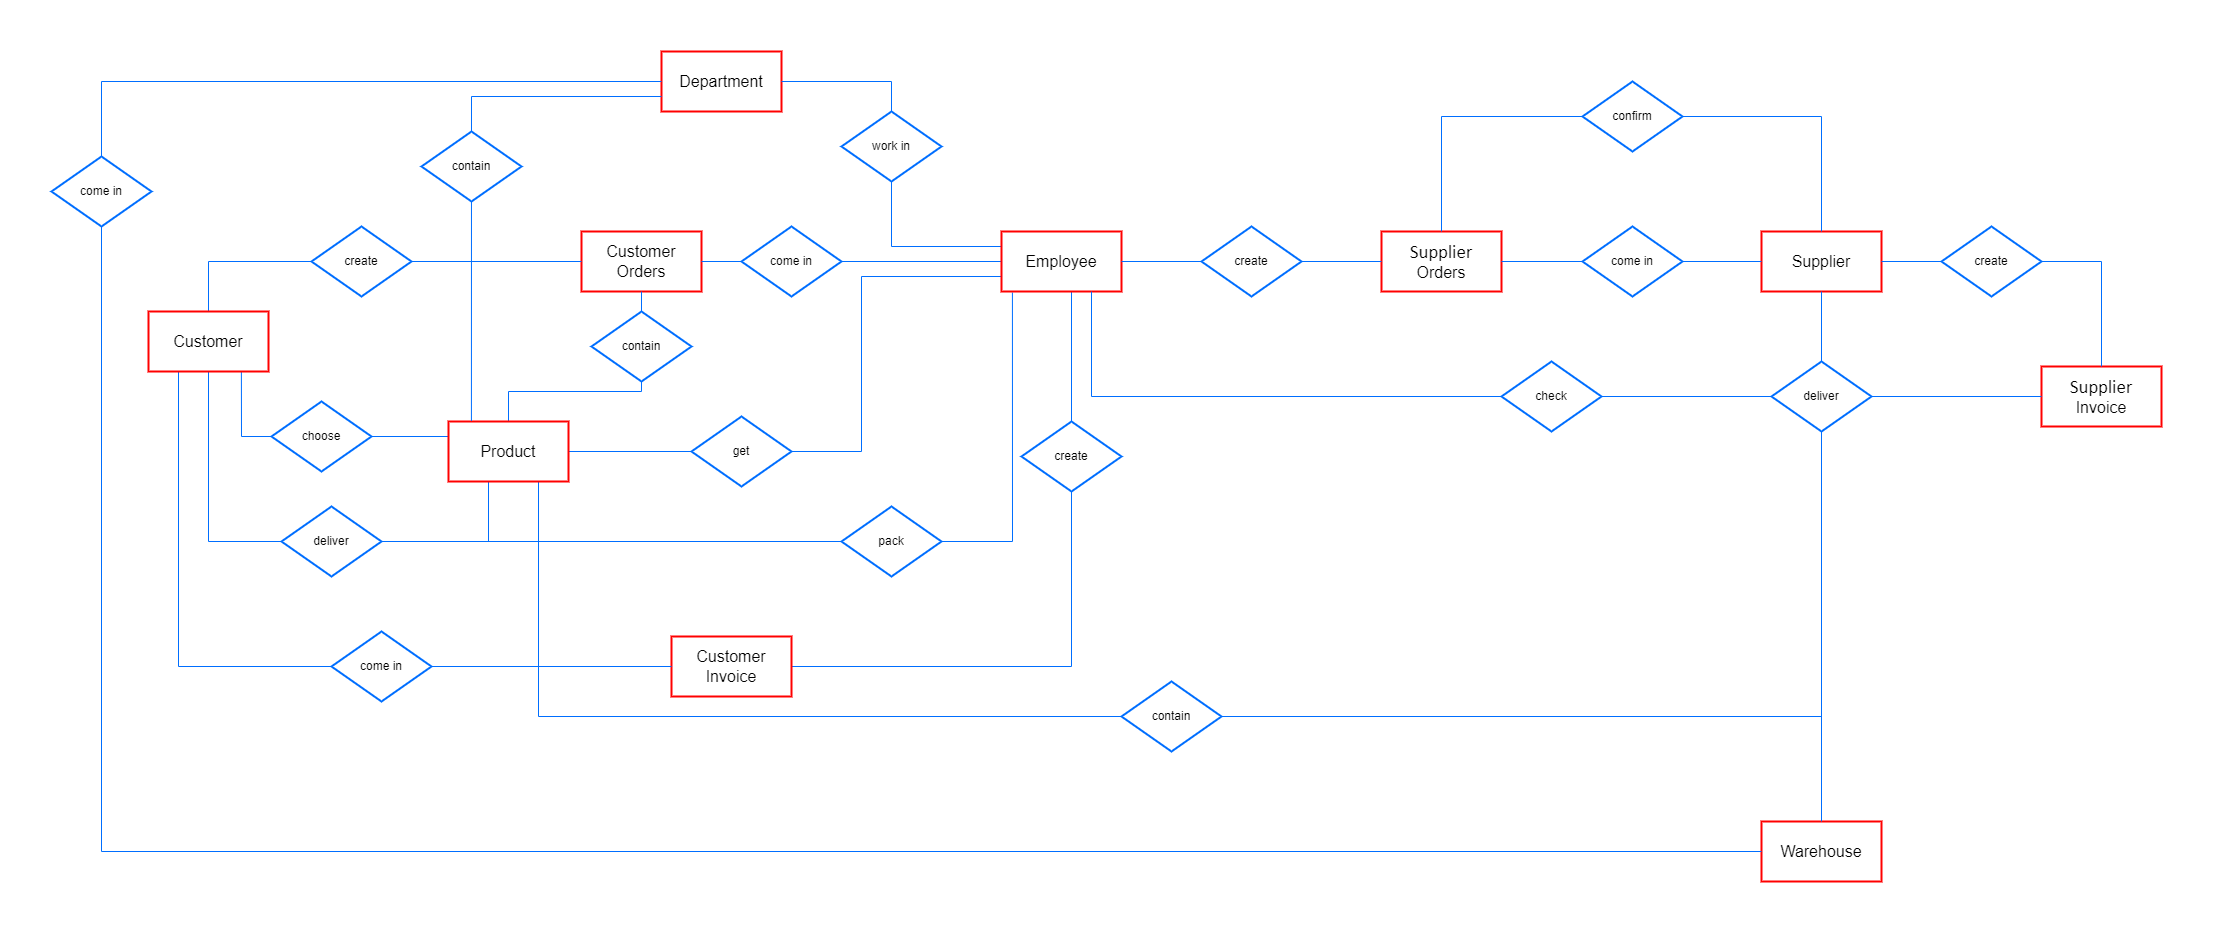 Department
confirm
work in
contain
come in
create
Customer
Orders
come in
Employee
create
Supplier
Orders
come in
Supplier
create
Customer
contain
check
deliver
Supplier
Invoice
choose
Product
get
create
deliver
pack
come in
Customer
Invoice
contain
Warehouse